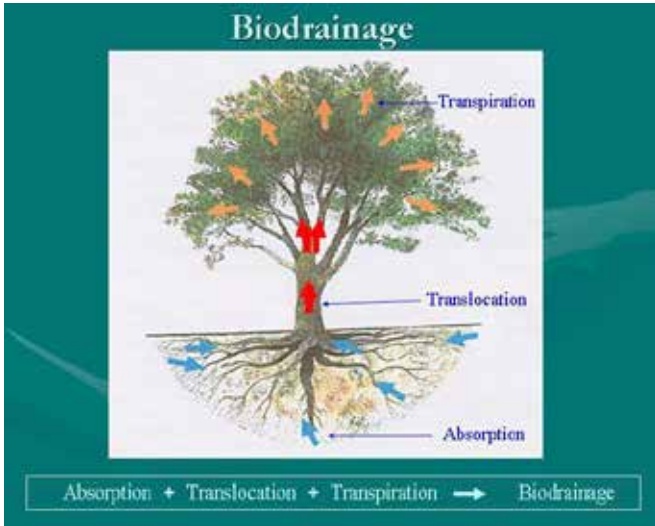 Biodrainage
Transpiration
Translocation
Absorption
Absorption + Translocation + Transpiration → Biodrainage